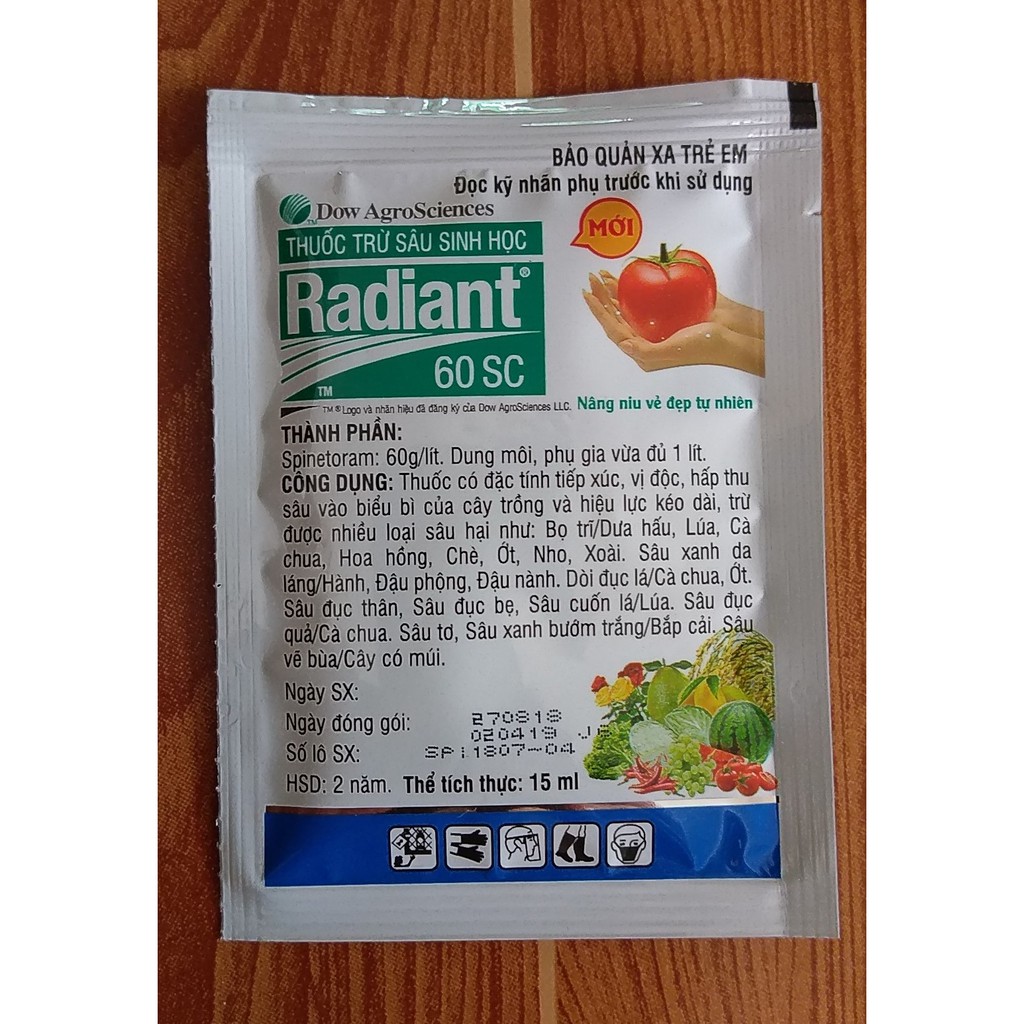 BẢO QUẢN XA TRẺ EM
Đọc kỹ nhãn phụ trước khi sử dụng
Dow AgroSciences
THUỐC TRỪ SÂU SINH HỌC
MỚI
Radiant®
60 SC
TM
TM ® Logo và nhãn hiệu đã đăng ký của Dow AgroSciences LLC.
Nâng niu vẻ đẹp tự nhiên
THÀNH PHẦN:
Spinetoram: 60g/lít. Dung môi, phụ gia vừa đủ 1 lít.
CÔNG DỤNG: Thuốc có đặc tính tiếp xúc, vị độc, hấp thu
sâu vào biểu bì của cây trồng và hiệu lực kéo dài, trừ
được nhiều loại sâu hại như: Bọ trĩ/Dưa hấu, Lúa, Cà
chua, Hoa hồng, Chè, Ớt, Nho, Xoài. Sâu xanh da
láng/Hành, Đậu phộng, Đậu nành. Dòi đục lá/Cà chua, Ớt.
Sâu đục thân, Sâu đục bẹ, Sâu cuốn lá/Lúa. Sâu đục
quả/Cà chua. Sâu tơ, Sâu xanh bướm trắng/Bắp cải. Sâu
vẽ bùa/Cây có múi.
Ngày SX: 270818
Ngày đóng gói: 020419
Số lô SX: SPi1807-04
HSD: 2 năm. Thể tích thực: 15 ml